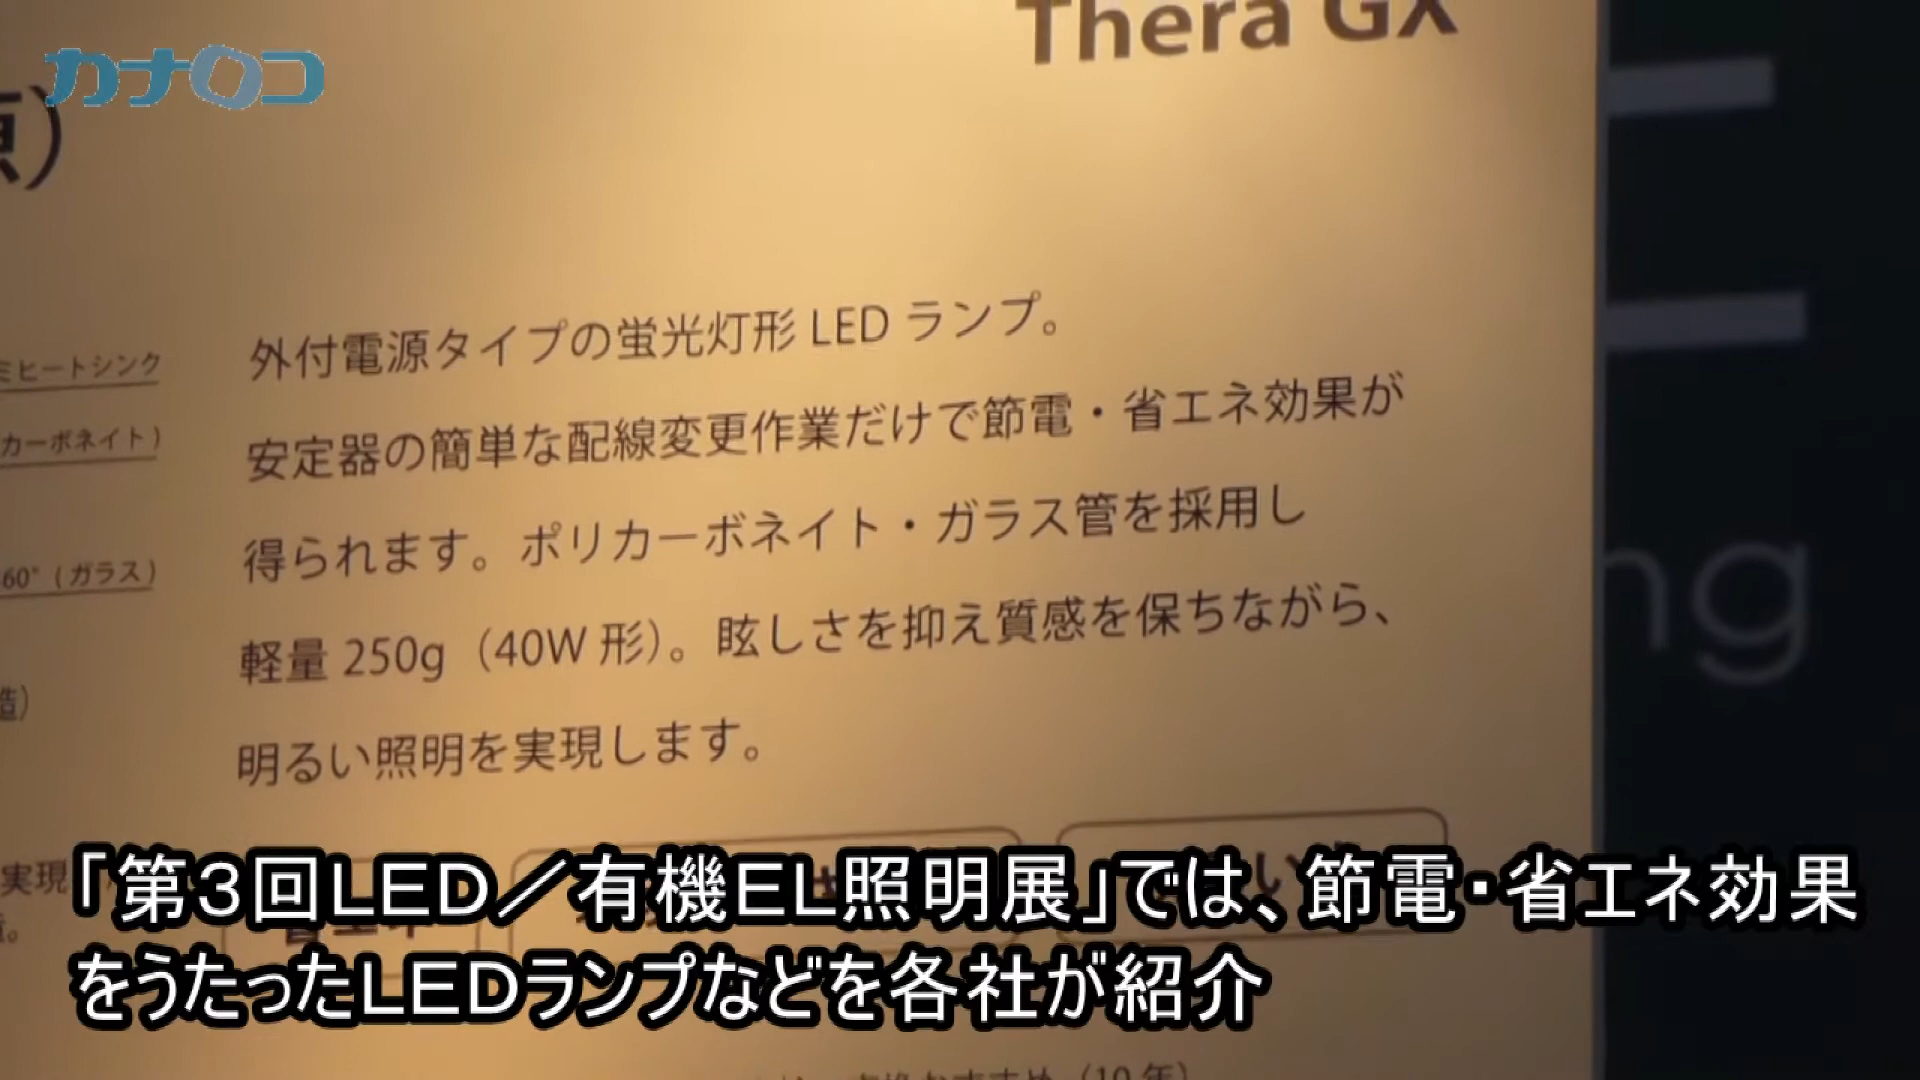 Thera GX
カナロコ
外付電源タイプの蛍光灯形 LED ランプ。
ミヒートシンク
安定器の簡単な配線変更作業だけで節電・省エネ効果が
カーボネイト)
得られます。ポリカーボネイト・ガラス管を採用し
60°(ガラス)
軽量 250g（40W 形）。眩しさを抑え質感を保ちながら、
明るい照明を実現します。
実現
「第３回ＬＥＤ／有機ＥＬ照明展」では、節電・省エネ効果
をうたったＬＥＤランプなどを各社が紹介
(10 年)